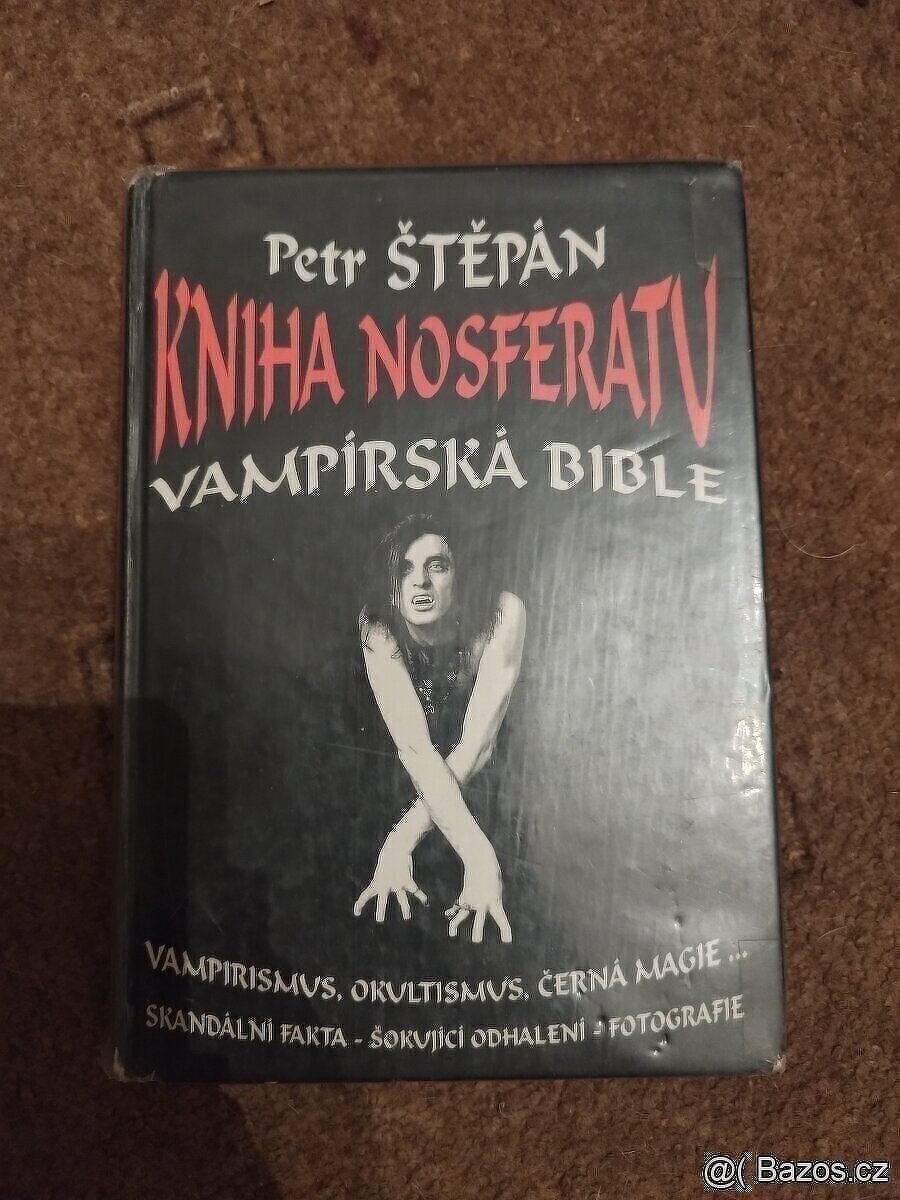 Petr ŠTĚPÁN
KNIHA NOSFERATU
VAMPÍRSKÁ BIBLE
VAMPIRISMUS, OKULTISMUS, ČERNÁ MAGIE ...
SKANDÁLNÍ FAKTA - ŠOKUJÍCÍ ODHALENÍ - FOTOGRAFIE
@( Bazos.cz